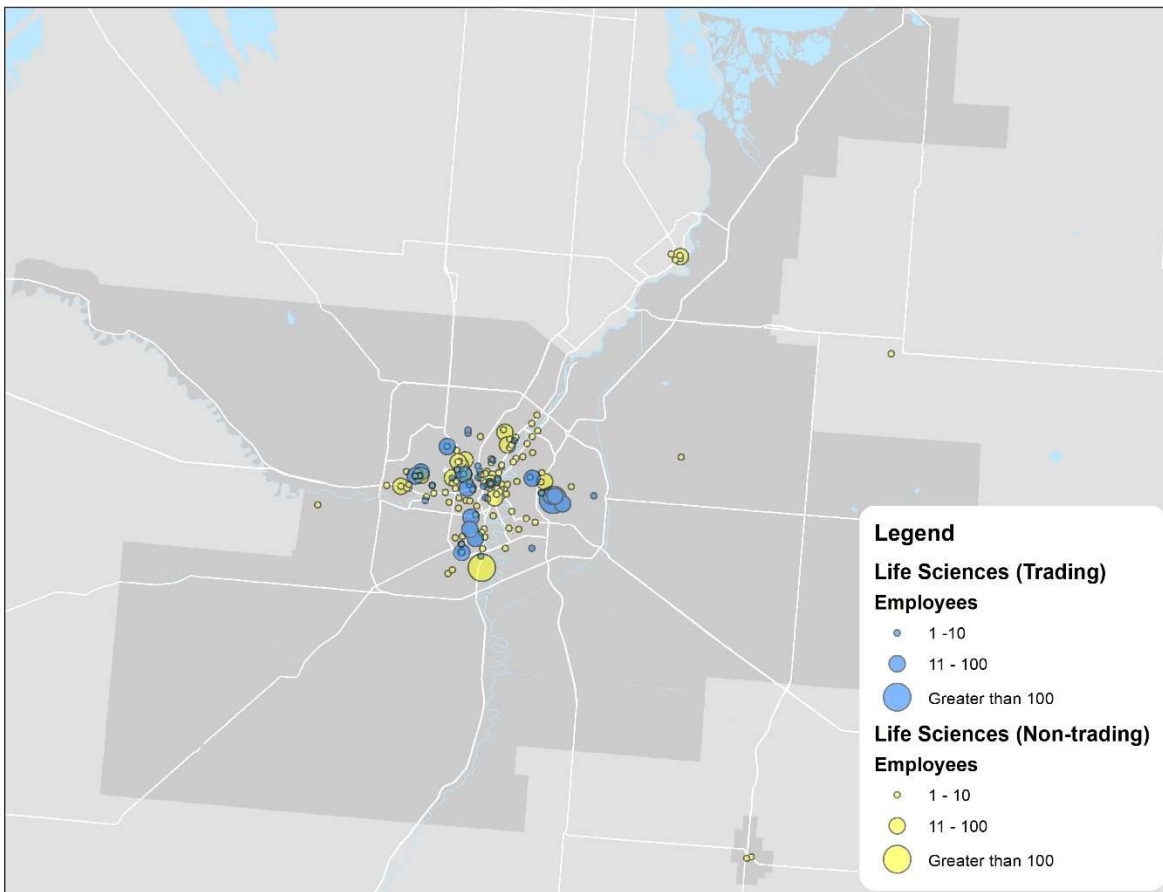 Legend
Life Sciences (Trading)
Employees
1 -10
11 - 100
Greater than 100
Life Sciences (Non-trading)
Employees
1 - 10
11 - 100
Greater than 100